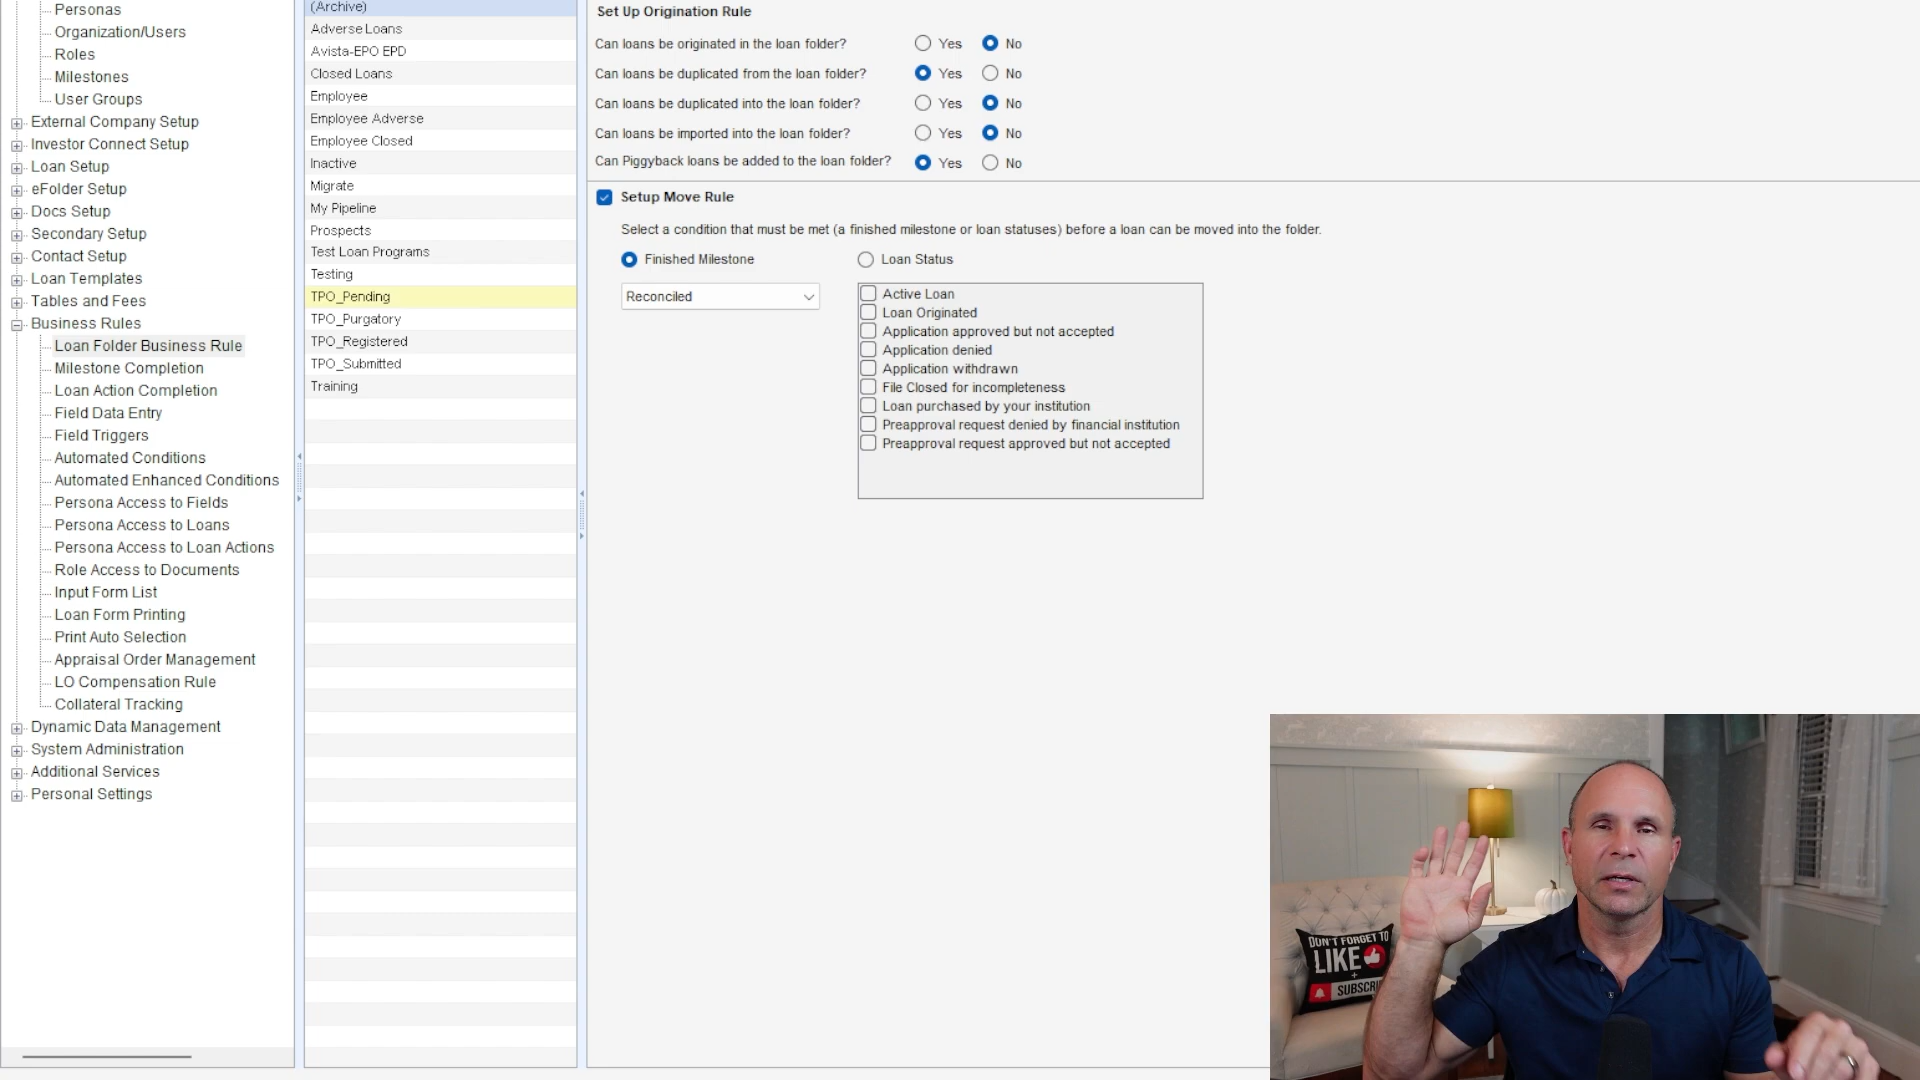 Personas
Organization/Users
Roles
Milestones
User Groups
External Company Setup
Investor Connect Setup
Loan Setup
eFolder Setup
Docs Setup
Secondary Setup
Contact Setup
Loan Templates
Tables and Fees
Business Rules
Loan Folder Business Rule
Milestone Completion
Loan Action Completion
Field Data Entry
Field Triggers
Automated Conditions
Automated Enhanced Conditions
Persona Access to Fields
Persona Access to Loans
Persona Access to Loan Actions
Role Access to Documents
Input Form List
Loan Form Printing
Print Auto Selection
Appraisal Order Management
LO Compensation Rule
Collateral Tracking
Dynamic Data Management
System Administration
Additional Services
Personal Settings
(Archive)
Adverse Loans
Avista-EPO EPD
Closed Loans
Employee
Employee Adverse
Employee Closed
Inactive
Migrate
My Pipeline
Prospects
Test Loan Programs
Testing
TPO_Pending
TPO_Purgatory
TPO_Registered
TPO_Submitted
Training
Set Up Origination Rule
Can loans be originated in the loan folder? Yes No
Can loans be duplicated from the loan folder? Yes No
Can loans be duplicated into the loan folder? Yes No
Can loans be imported into the loan folder? Yes No
Can Piggyback loans be added to the loan folder? Yes No
Setup Move Rule
Select a condition that must be met (a finished milestone or loan statuses) before a loan can be moved into the folder.
Finished Milestone
Reconciled
Loan Status
Active Loan
Loan Originated
Application approved but not accepted
Application denied
Application withdrawn
File Closed for incompleteness
Loan purchased by your institution
Preapproval request denied by financial institution
Preapproval request approved but not accepted
DON'T FORGET TO
LIKE
+
SUBSCRI